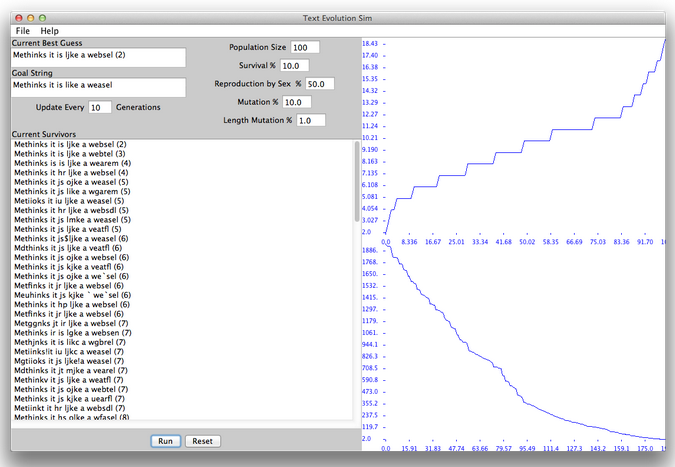 Text Evolution Sim
File Help
Current Best Guess
Methinks it is ljke a websel (2)
Goal String
Methinks it is like a weasel
Update Every 10 Generations
Population Size 100
Survival % 10.0
Reproduction by Sex % 50.0
Mutation % 10.0
Length Mutation % 1.0
Current Survivors
Methinks it is ljke a websel (2)
Methinks it is ljke a webtel (3)
Methinks is is ljke a wearem (4)
Methinks it hr ljke a websel (4)
Methinks it js ojke a weasel (5)
Methinks it js like a wgarem (5)
Metiioks it iu ljke a weasel (5)
Methinks it hr ljke a websdl (5)
Methinks it js lmke a weasel (5)
Methinks it js ljke a veatfl (5)
Methinks it js$ljke a weasel (6)
Mdthinks it js ljke a veatfl (6)
Methinks it js ojke a websel (6)
Methinks it js kjke a veatfl (6)
Methinks it js ojke a we`sel (6)
Metfinks it jr ljke a websel (6)
Meuhinks it js kjke ` we`sel (6)
Methinks it hp ljke a websel (6)
Metfinks it jr ljke a websel (6)
Metggnks jt ir ljke a websel (7)
Methinks ir is lgke a websen (7)
Methjnks it is likc a wgbrel (7)
Metiinks!it iu ljkc a weasel (7)
Mgtiioks it js ljke!a weasel (7)
Mdthinks it jt mjke a wearel (7)
Methinkv it js ljke a weatfl (7)
Methinks it js ojke a webtel (7)
Methinks it js kjke a uearfl (7)
Metiinkt it hr ljke a websdl (7)
Methinks it hs olke a wfasel (8)
Run Reset
18.43
17.40
16.38
15.35
14.32
13.29
12.27
11.24
10.21
9.190
8.163
7.135
6.108
5.081
4.054
3.027
2.0
0.0 8.336 16.67 25.01 33.34 41.68 50.01 58.35 66.69 75.03 83.36 91.70 10
1886.
1768.
1650.
1532.
1415.
1297.
1179.
1061.
944.0
826.2
708.5
590.8
473.0
355.2
237.5
119.7
2.0
0.0 15.91 31.83 47.74 63.66 79.57 95.49 111.4 127.3 143.2 159.1 175.0 19